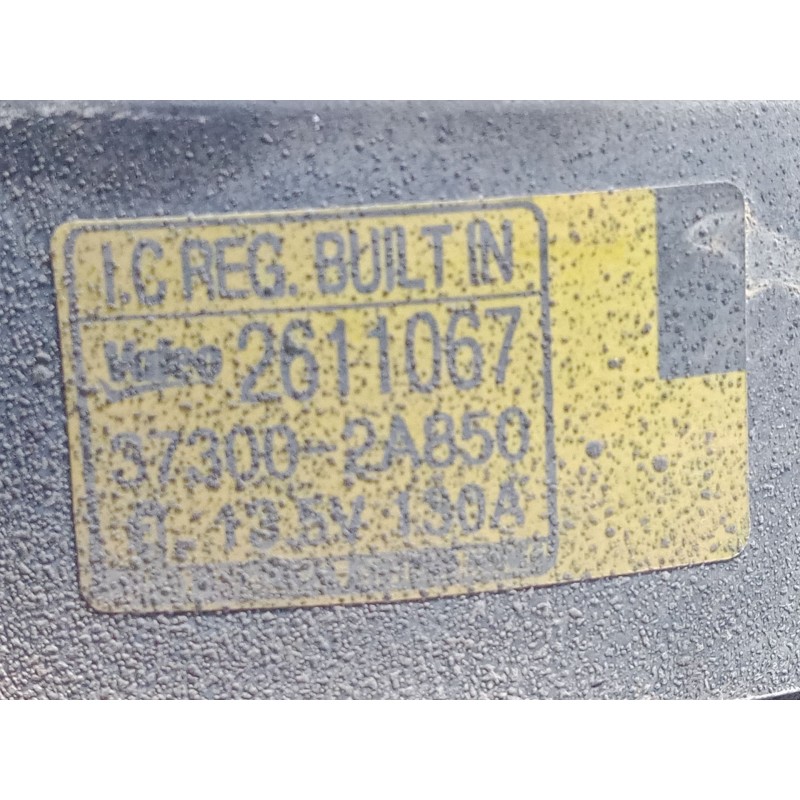 I.C REG. BUILT IN
Valeo 2611067
37300-2A850
13.5V 130A